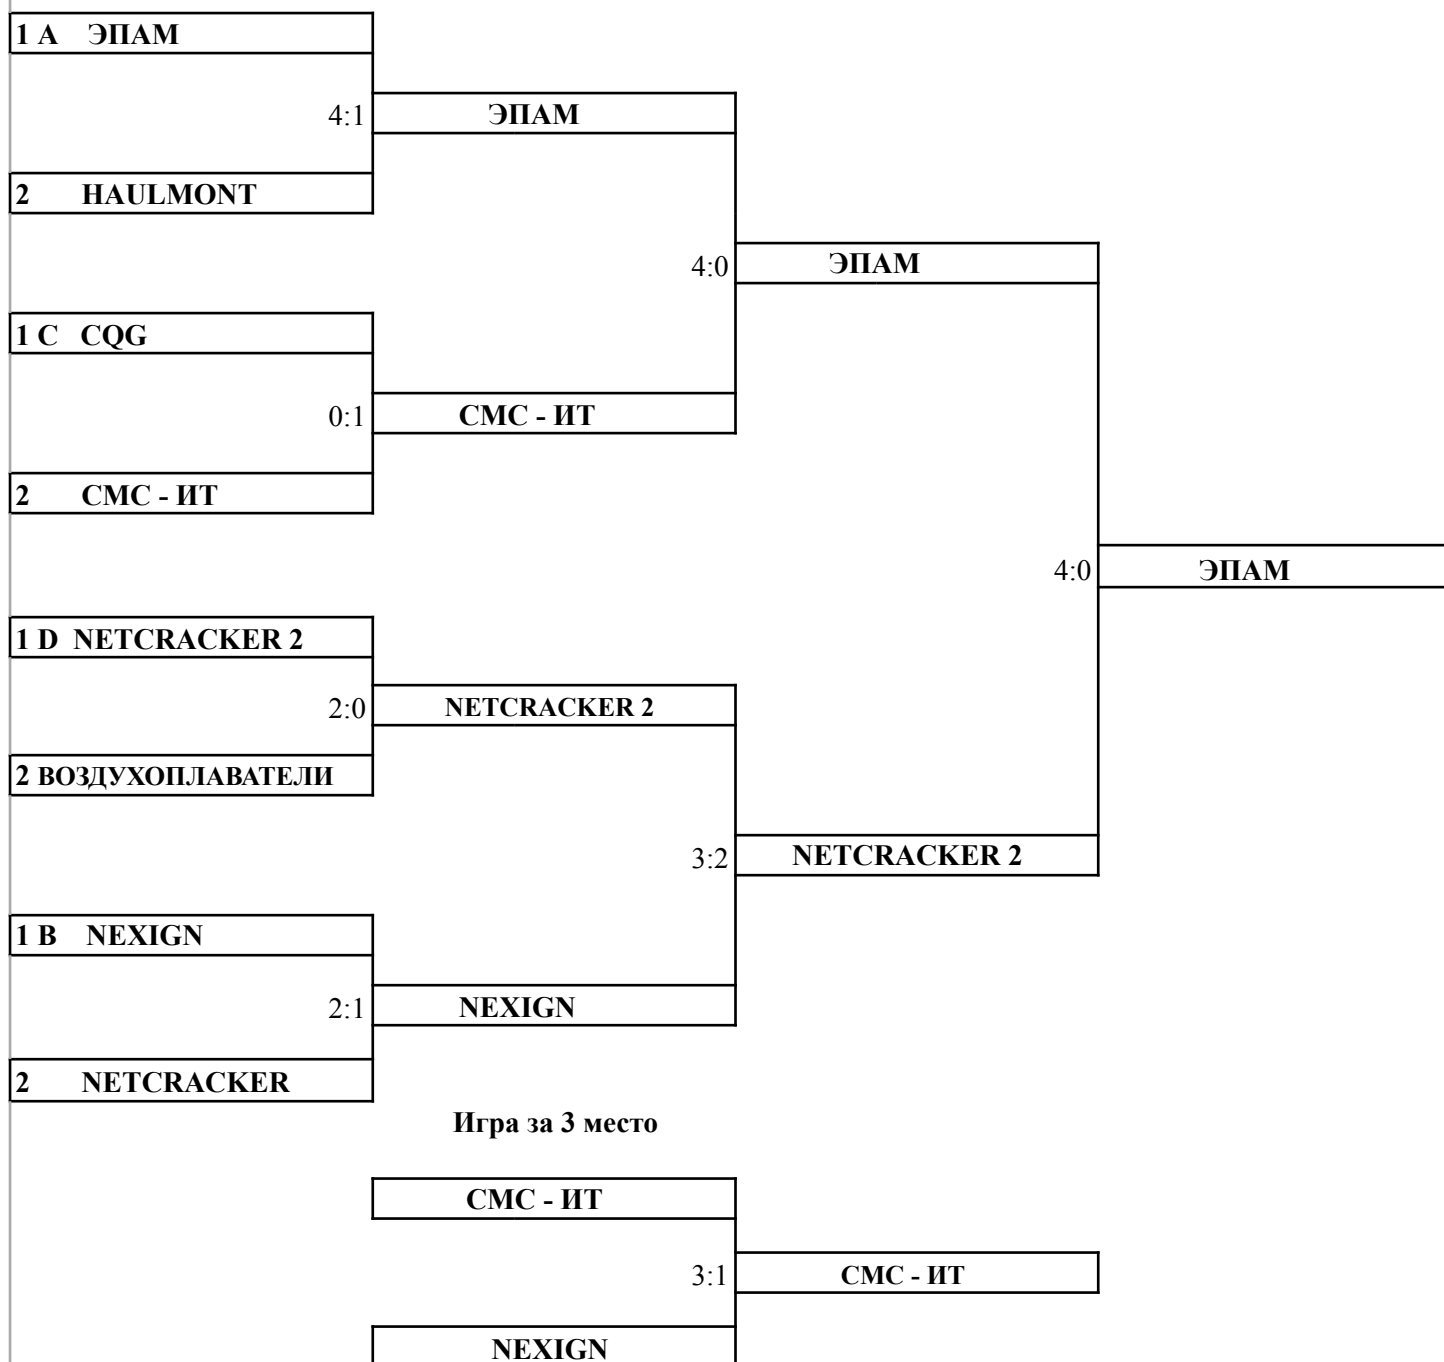 1 A ЭПАМ
4:1 ЭПАМ
2 HAULMONT
4:0 ЭПАМ
1 C CQG
0:1 СМС - ИТ
2 СМС - ИТ
4:0 ЭПАМ
1 D NETCRACKER 2
2:0 NETCRACKER 2
2 ВОЗДУХОПЛАВАТЕЛИ
3:2 NETCRACKER 2
1 B NEXIGN
2:1 NEXIGN
2 NETCRACKER
Игра за 3 место
СМС - ИТ
3:1 СМС - ИТ
NEXIGN